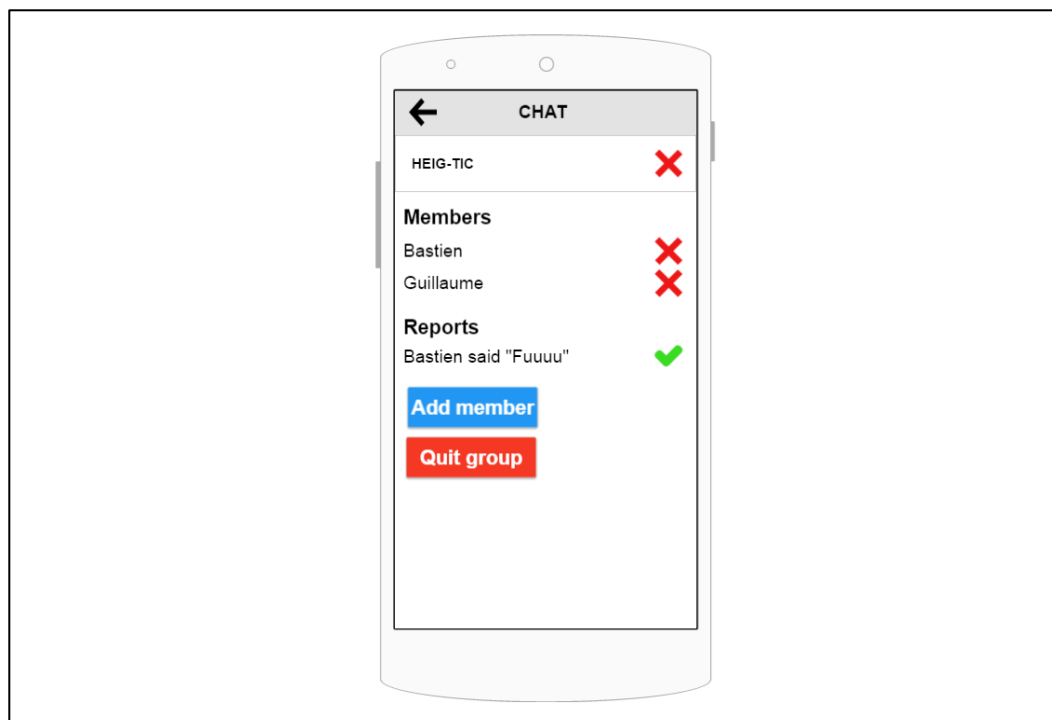 CHAT
HEIG-TIC
Members
Bastien
Guillaume
Reports
Bastien said "Fuuuu"
Add member
Quit group